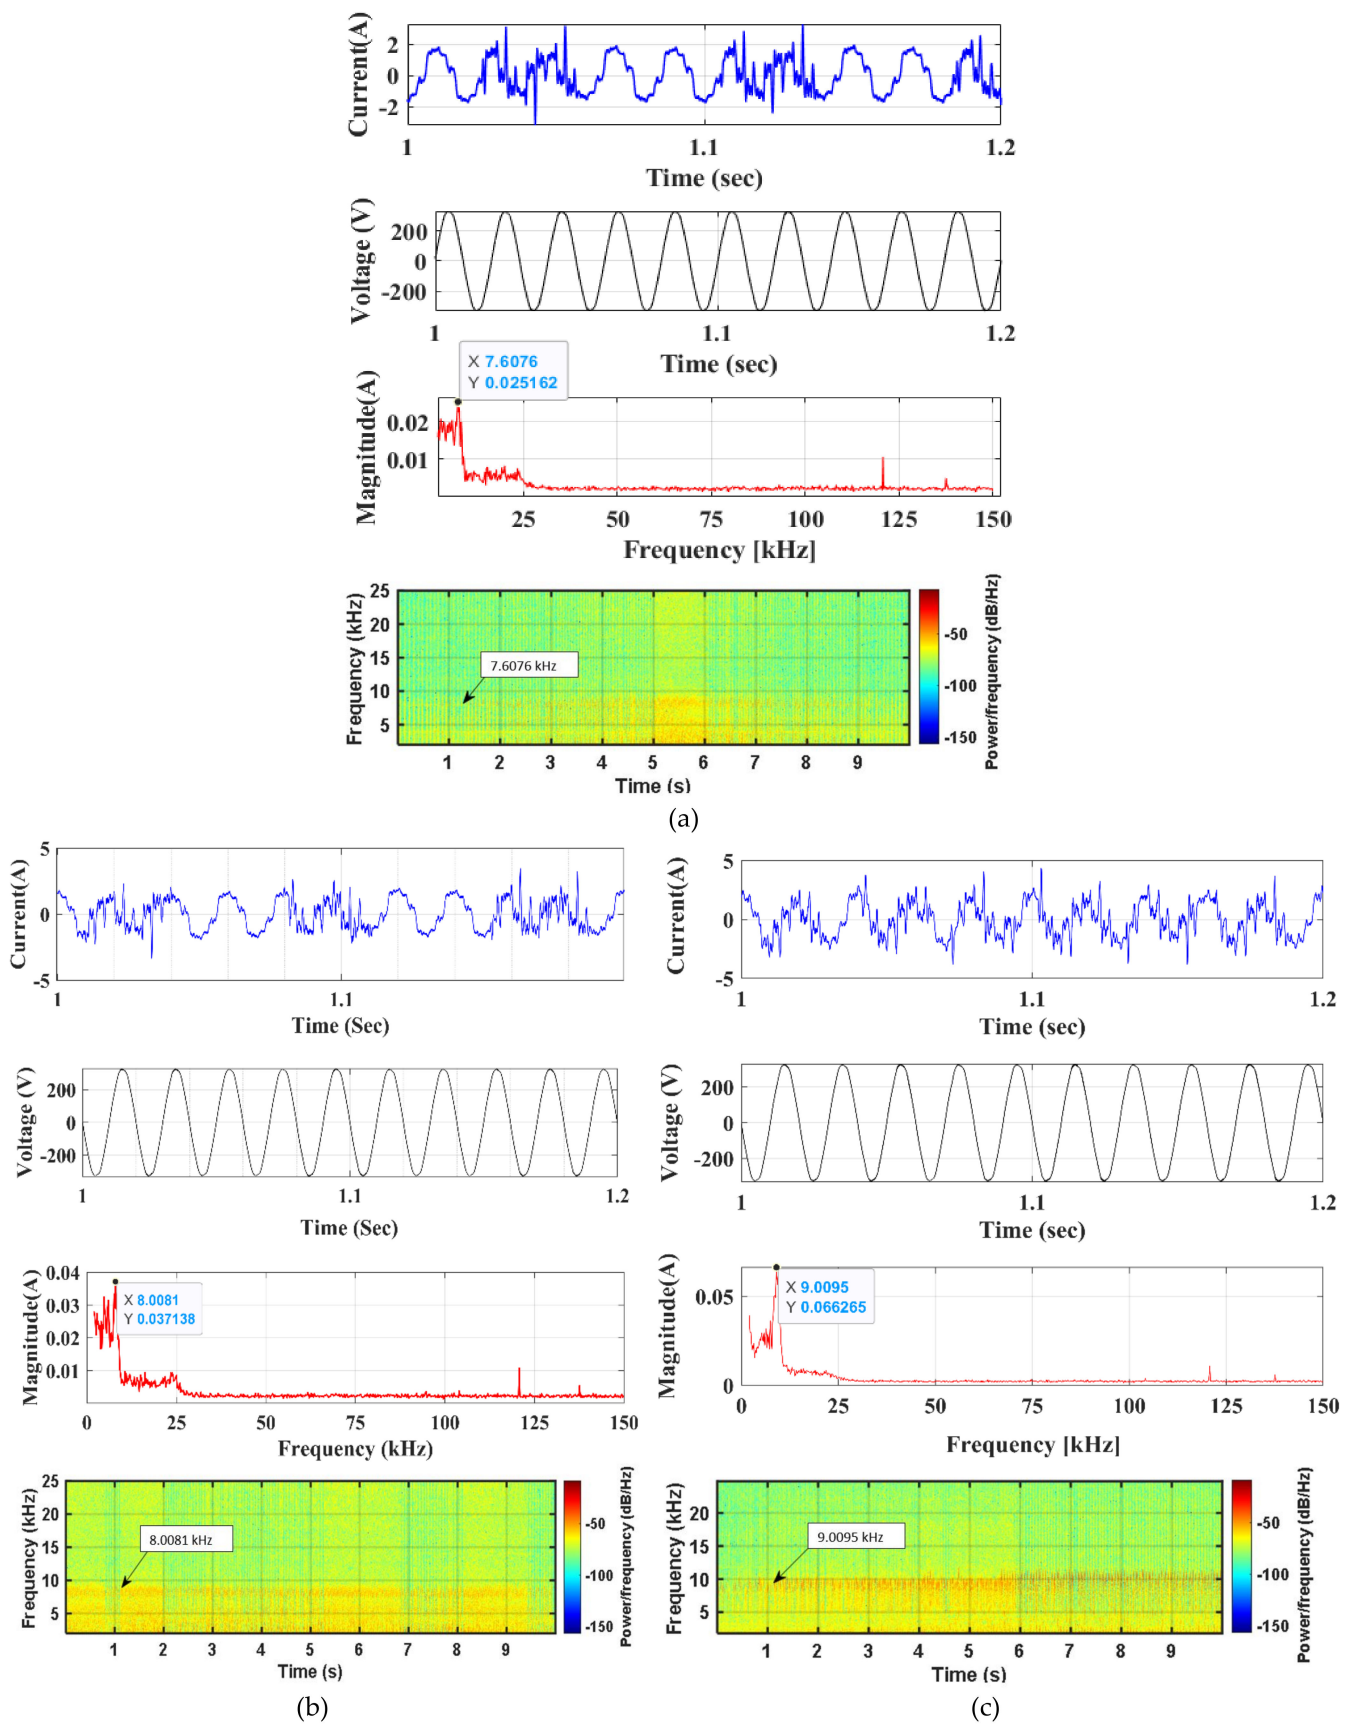 Current(A)
2
0
-2
1
1.1
1.2
Time (sec)
Voltage (V)
200
0
-200
1
1.1
1.2
Time (sec)
X 7.6076
Y 0.025162
Magnitude(A)
0.02
0.01
25
50
75
100
125
150
Frequency [kHz]
Frequency (kHz)
25
20
15
10
5
7.6076 kHz
1
2
3
4
5
6
7
8
9
Time (s)
-50
-100
-150
Power/frequency (dB/Hz)
(a)
Current(A)
5
0
-5
1
1.1
Time (Sec)
Voltage (V)
200
0
-200
1
1.1
1.2
Time (Sec)
Magnitude(A)
0.04
0.03
0.02
0.01
X 8.0081
Y 0.037138
0
25
50
75
100
125
150
Frequency (kHz)
Frequency (kHz)
25
20
15
10
5
8.0081 kHz
1
2
3
4
5
6
7
8
9
Time (s)
-50
-100
-150
Power/frequency (dB/Hz)
(b)
Current(A)
5
0
-5
1
1.1
1.2
Time (sec)
Voltage (V)
200
0
-200
1
1.1
1.2
Time (sec)
Magnitude(A)
0.05
0
X 9.0095
Y 0.066265
0
25
50
75
100
125
150
Frequency [kHz]
Frequency (kHz)
20
15
10
5
9.0095 kHz
1
2
3
4
5
6
7
8
9
Time (s)
-50
-100
-150
Power/frequency (dB/Hz)
(c)